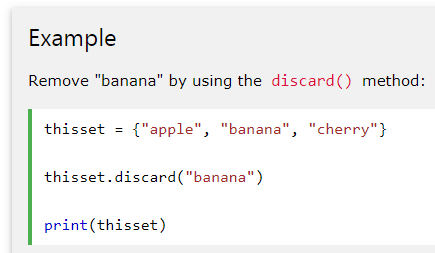 Example
Remove "banana" by using the discard() method:
thisset = {"apple", "banana", "cherry"}
thisset.discard("banana")
print(thisset)